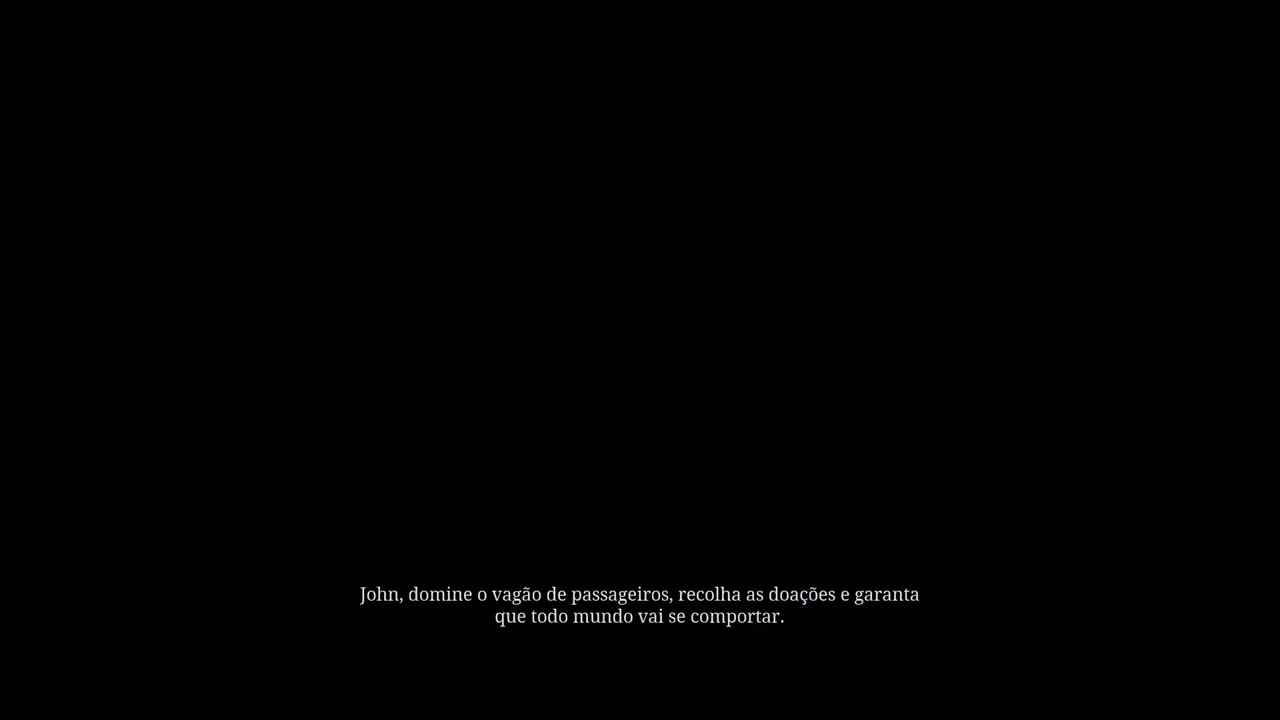 John, domine o vagão de passageiros, recolha as doações e garanta
que todo mundo vai se comportar.